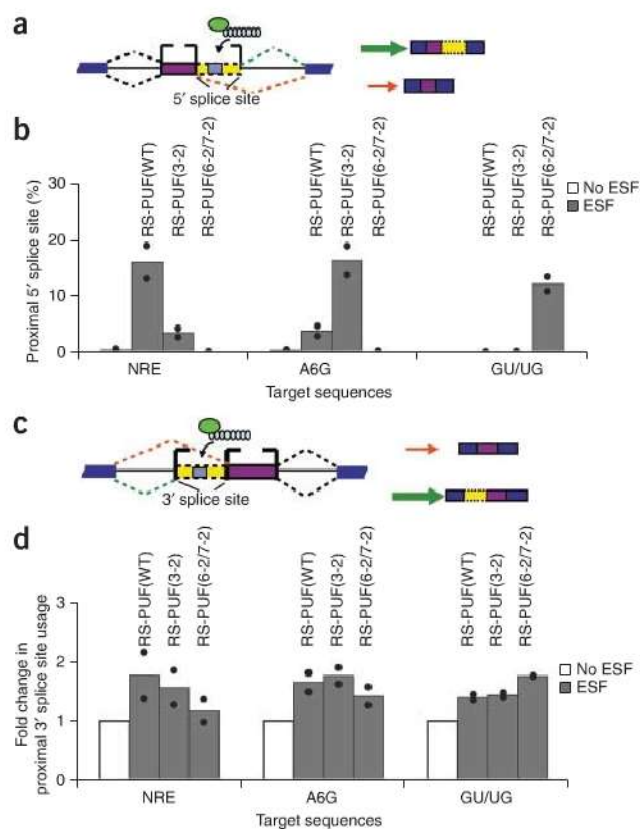 a
5′ splice site
b
RS-PUF(WT)
RS-PUF(3-2)
RS-PUF(6-2/7-2)
RS-PUF(WT)
RS-PUF(3-2)
RS-PUF(6-2/7-2)
RS-PUF(WT)
RS-PUF(3-2)
RS-PUF(6-2/7-2)
No ESF
ESF
Proximal 5′ splice site (%)
30
20
10
0
NRE A6G GU/UG
Target sequences
c
3′ splice site
d
RS-PUF(WT)
RS-PUF(3-2)
RS-PUF(6-2/7-2)
RS-PUF(WT)
RS-PUF(3-2)
RS-PUF(6-2/7-2)
RS-PUF(WT)
RS-PUF(3-2)
RS-PUF(6-2/7-2)
No ESF
ESF
Fold change in
proximal 3′ splice site usage
3
2
1
0
NRE A6G GU/UG
Target sequences